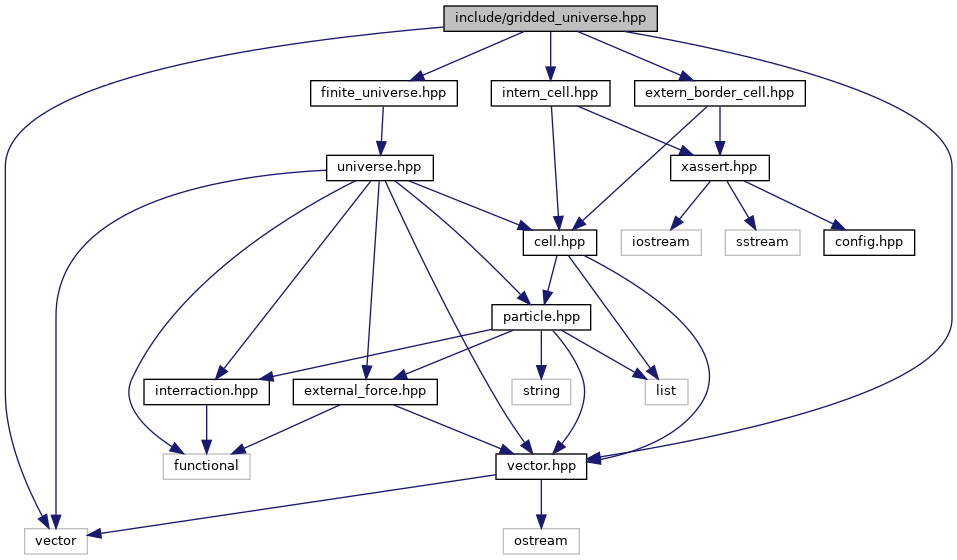 include/gridded_universe.hpp
finite_universe.hpp
intern_cell.hpp
extern_border_cell.hpp
universe.hpp
xassert.hpp
cell.hpp
iostream
sstream
config.hpp
particle.hpp
interraction.hpp
external_force.hpp
string
list
functional
vector.hpp
vector
ostream